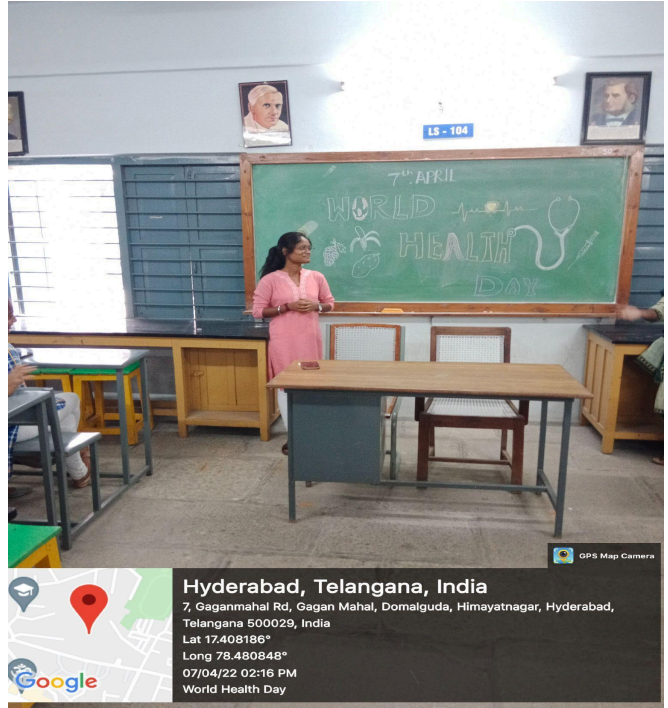 LS - 104
7th APRIL
WORLD
HEALTH
DAY
GPS Map Camera
Hyderabad, Telangana, India
7, Gaganmahal Rd, Gagan Mahal, Domalguda, Himayatnagar, Hyderabad,
Telangana 500029, India
Lat 17.408186°
Long 78.480848°
07/04/22 02:16 PM
World Health Day
Google